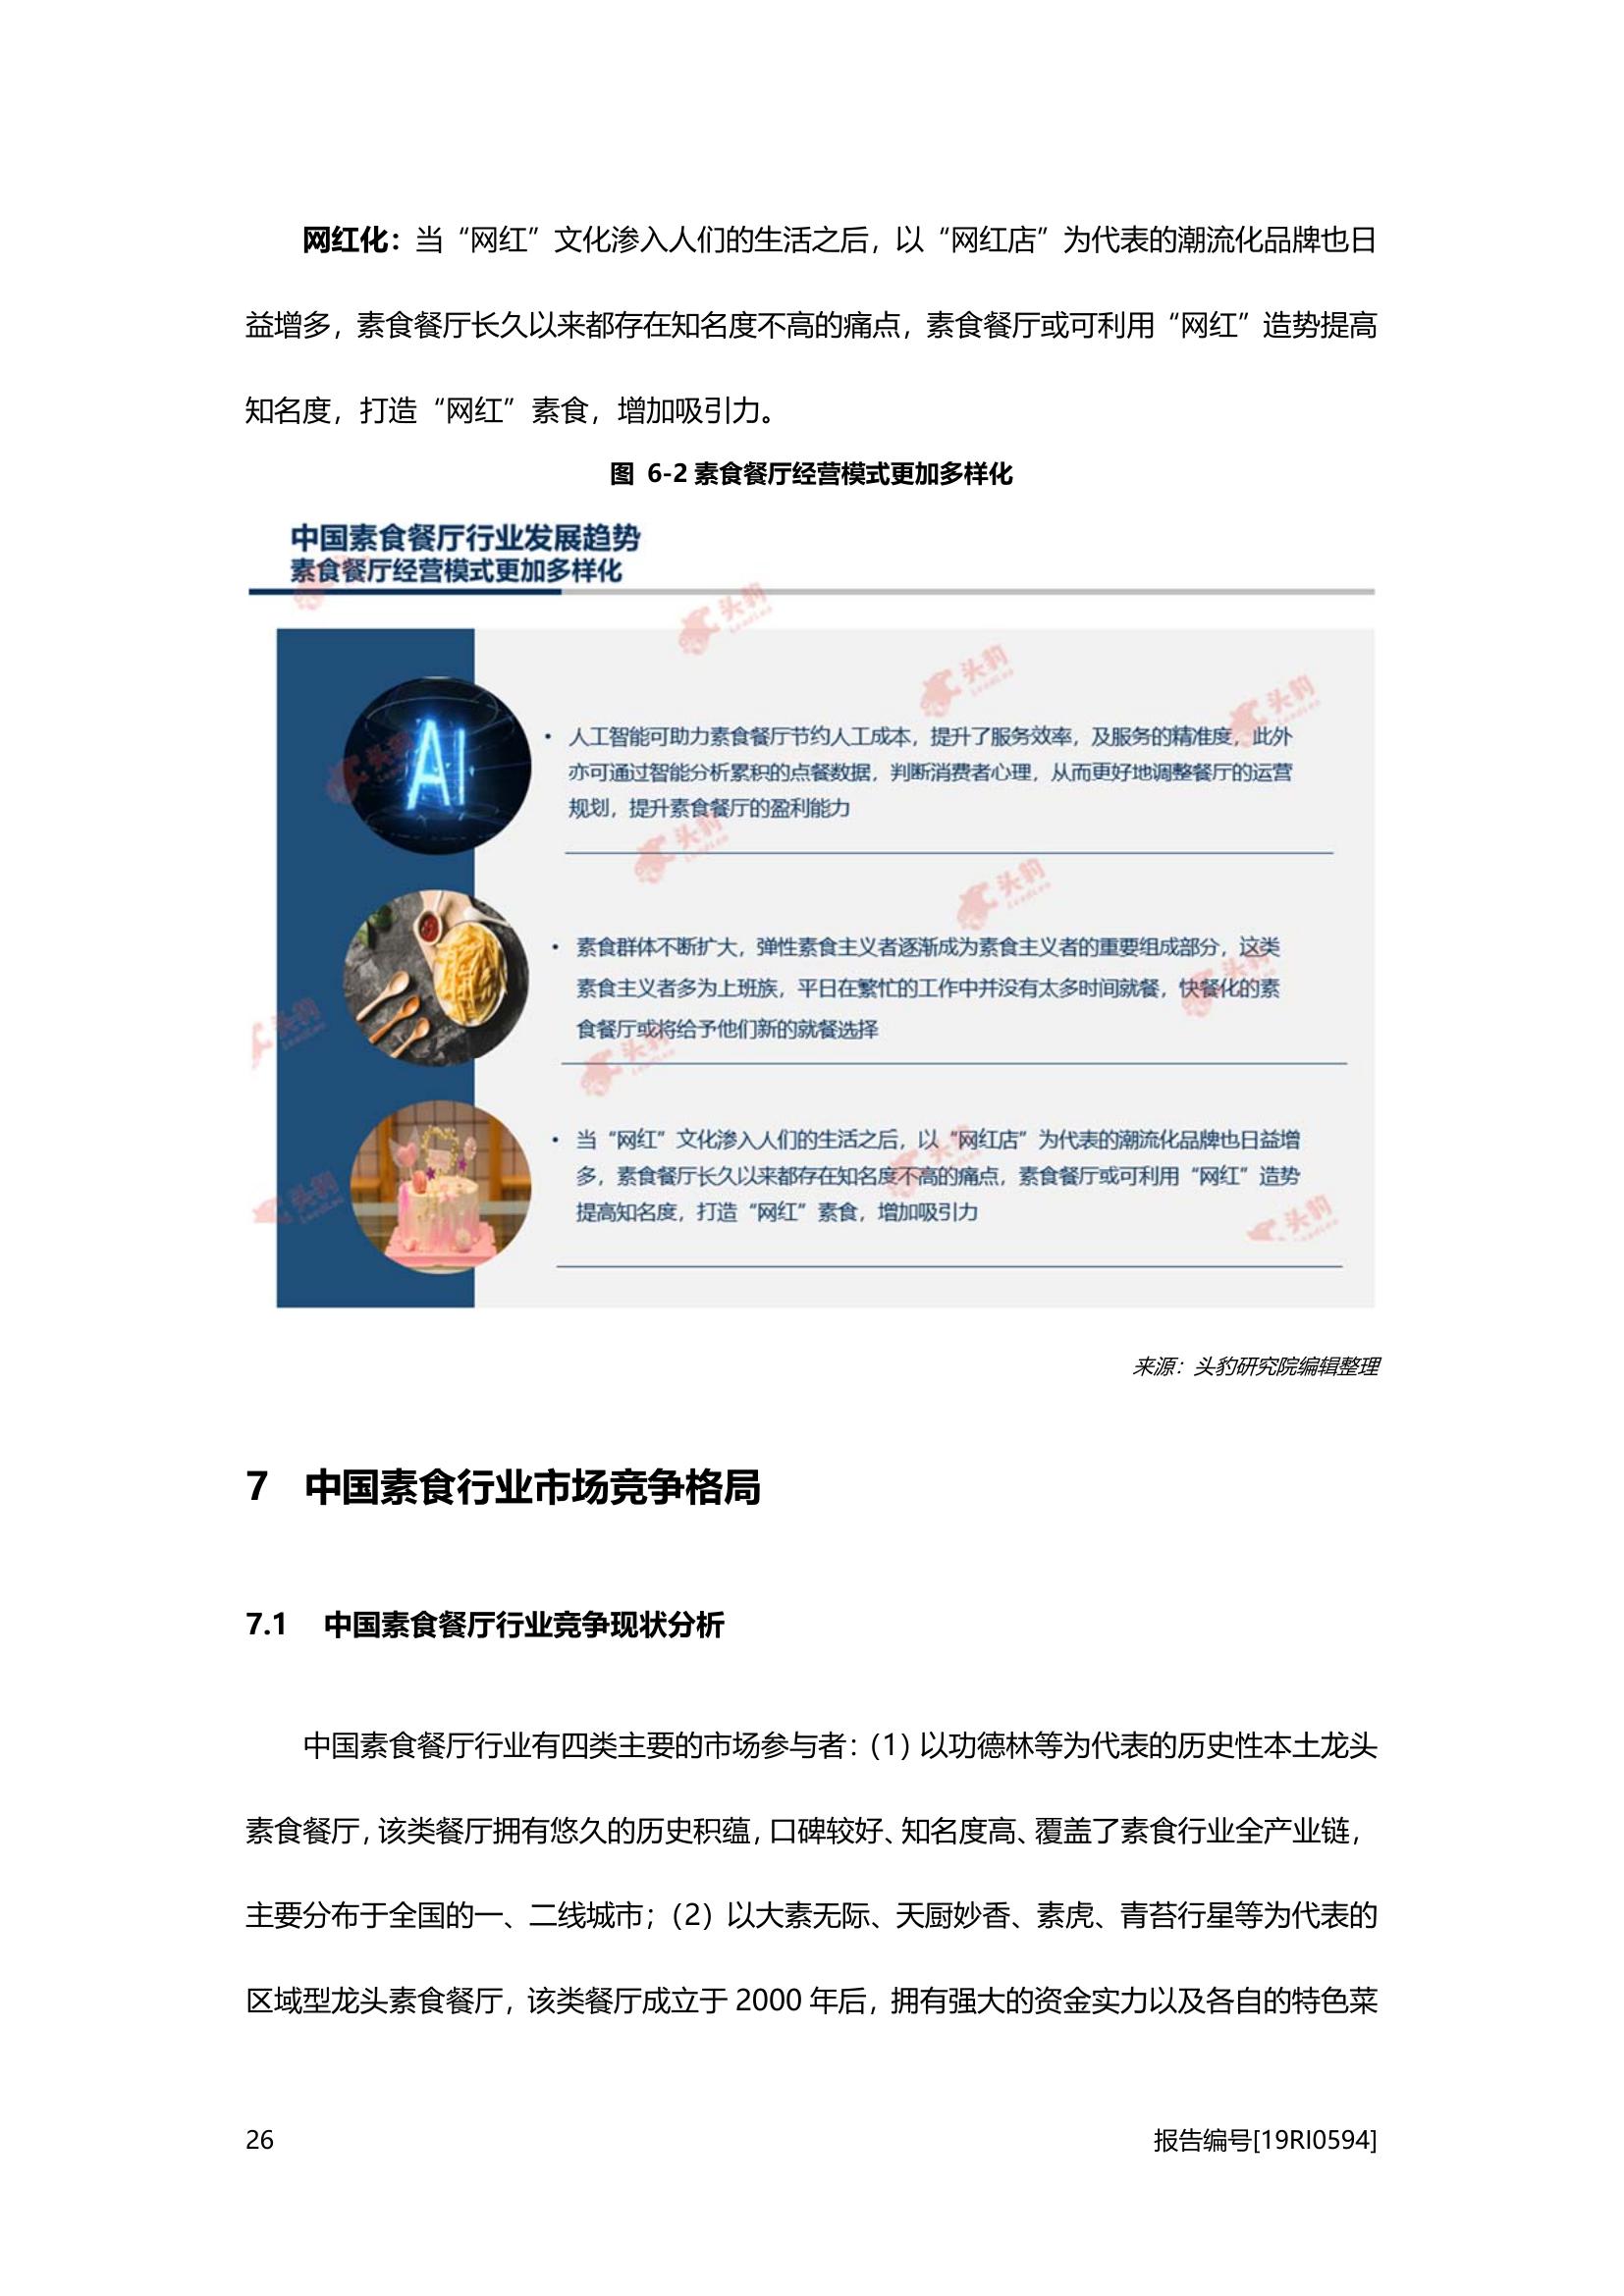 网红化：当“网红”文化渗入人们的生活之后，以“网红店”为代表的潮流化品牌也日
益增多，素食餐厅长久以来都存在知名度不高的痛点，素食餐厅或可利用“网红”造势提高
知名度，打造“网红”素食，增加吸引力。
图 6-2 素食餐厅经营模式更加多样化
中国素食餐厅行业发展趋势
素食餐厅经营模式更加多样化
AI
• 人工智能可助力素食餐厅节约人工成本，提升了服务效率，及服务的精准度，此外
亦可通过智能分析累积的点餐数据，判断消费者心理，从而更好地调整餐厅的运营
规划，提升素食餐厅的盈利能力
• 素食群体不断扩大，弹性素食主义者逐渐成为素食主义者的重要组成部分，这类
素食主义者多为上班族，平日在繁忙的工作中并没有太多时间就餐，快餐化的素
食餐厅或将给予他们新的就餐选择
• 当“网红”文化渗入人们的生活之后，以“网红店”为代表的潮流化品牌也日益增
多，素食餐厅长久以来都存在知名度不高的痛点，素食餐厅或可利用“网红”造势
提高知名度，打造“网红”素食，增加吸引力
头豹
LeadLeo
来源：头豹研究院编辑整理
7 中国素食行业市场竞争格局
7.1 中国素食餐厅行业竞争现状分析
中国素食餐厅行业有四类主要的市场参与者：（1）以功德林等为代表的历史性本土龙头
素食餐厅，该类餐厅拥有悠久的历史积蕴，口碑较好、知名度高、覆盖了素食行业全产业链，
主要分布于全国的一、二线城市；（2）以大素无际、天厨妙香、素虎、青苔行星等为代表的
区域型龙头素食餐厅，该类餐厅成立于 2000 年后，拥有强大的资金实力以及各自的特色菜
26
报告编号[19RI0594]